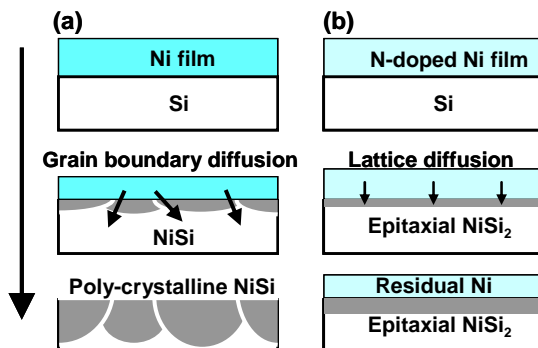 (a)
Ni film
Si
Grain boundary diffusion
NiSi
Poly-crystalline NiSi
(b)
N-doped Ni film
Si
Lattice diffusion
Epitaxial NiSi₂
Residual Ni
Epitaxial NiSi₂